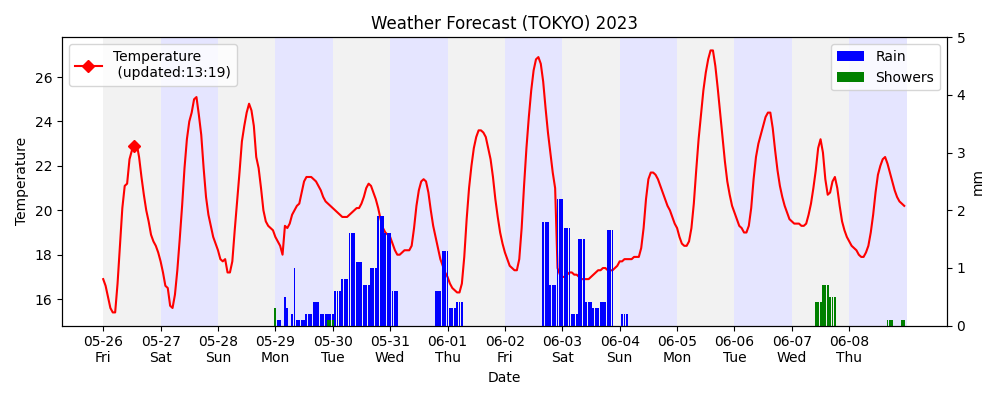 Weather Forecast (TOKYO) 2023
Temperature
(updated:13:19)
Rain
Showers
Temperature
26
24
22
20
18
16
5
4
3
2
1
0
mm
05-26 05-27 05-28 05-29 05-30 05-31 06-01 06-02 06-03 06-04 06-05 06-06 06-07 06-08
Fri Sat Sun Mon Tue Wed Thu Fri Sat Sun Mon Tue Wed Thu
Date